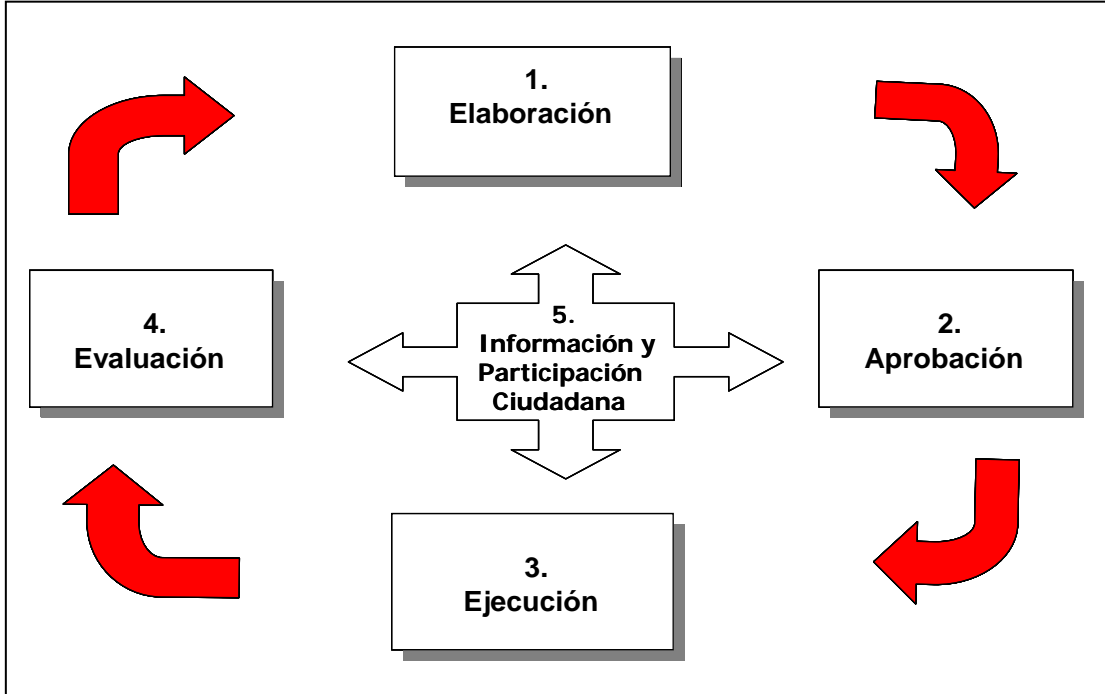 1.
Elaboración
2.
Aprobación
3.
Ejecución
4.
Evaluación
5.
Información y
Participación
Ciudadana